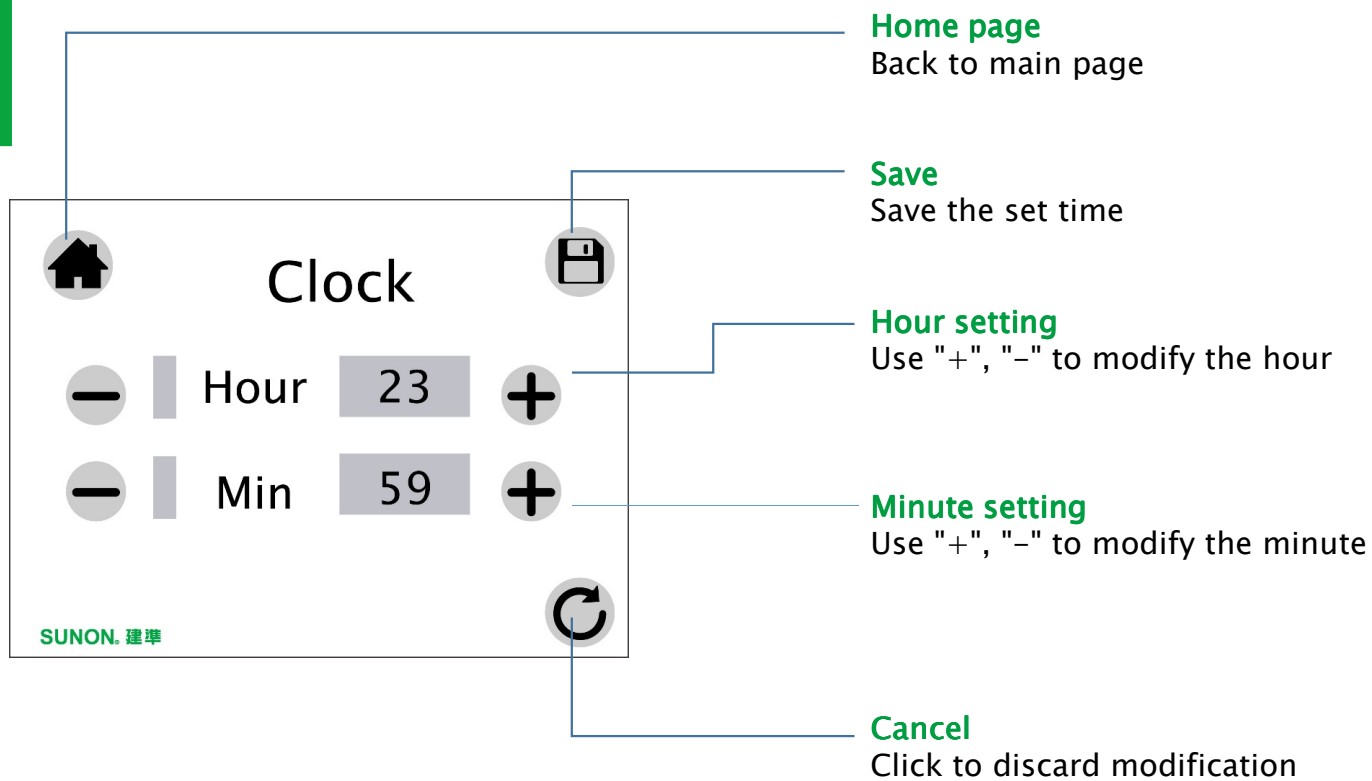 Home page
Back to main page
Save
Save the set time
Clock
Hour setting
Use "+", "-" to modify the hour
Hour 23
Min 59
Minute setting
Use "+", "-" to modify the minute
SUNON. 建準
Cancel
Click to discard modification